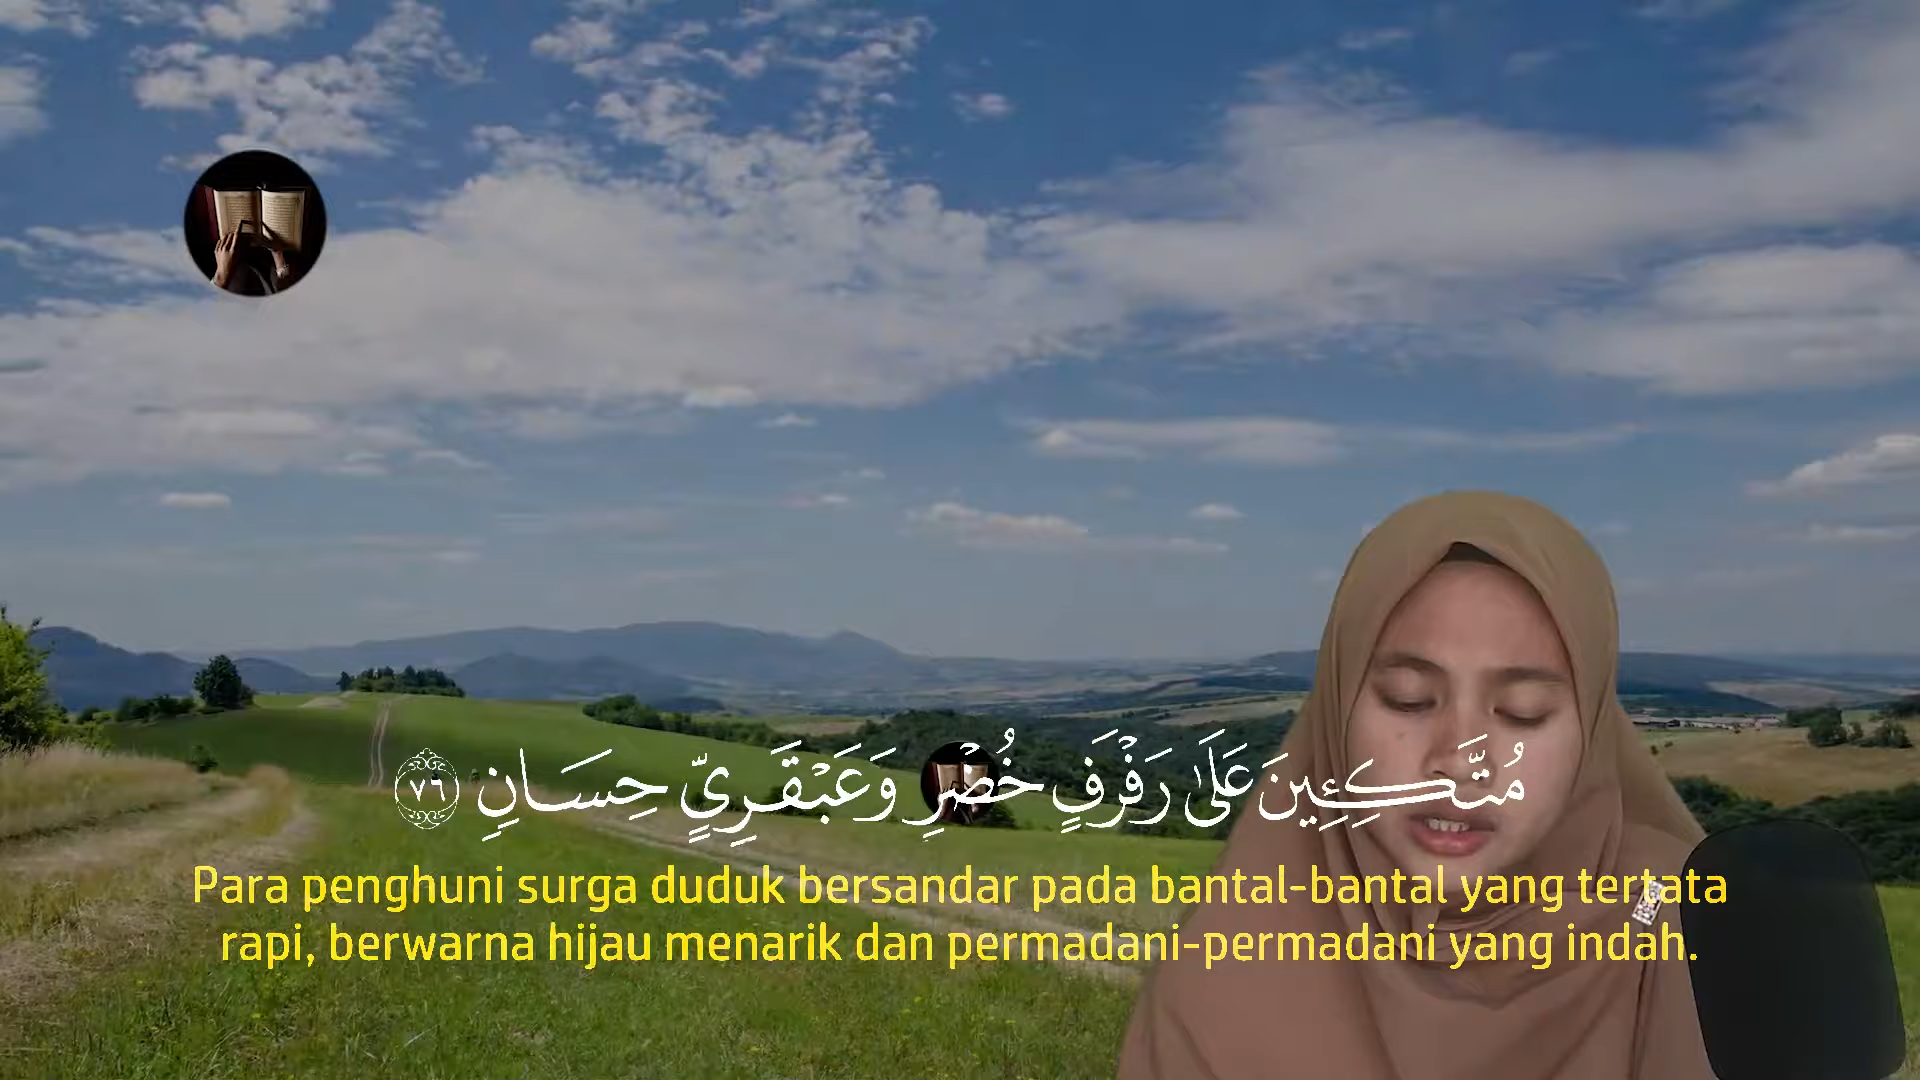 مُتَّكِـِٔينَ عَلَىٰ رَفْرَفٍ خُضْرٍ وَعَبْقَرِيٍّ حِسَانٍ ٧٦
Para penghuni surga duduk bersandar pada bantal-bantal yang tertata
rapi, berwarna hijau menarik dan permadani-permadani yang indah.